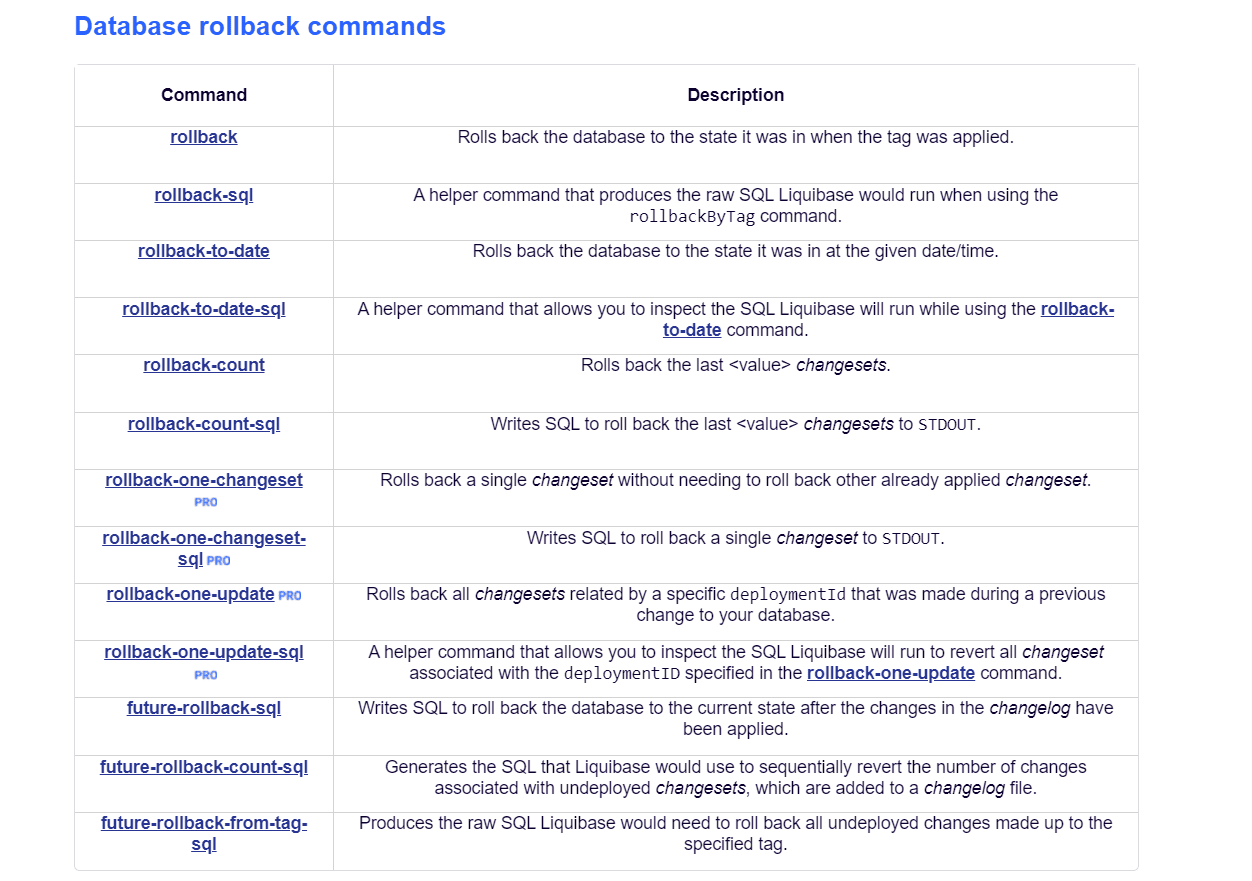 Database rollback commands
Command Description
rollback Rolls back the database to the state it was in when the tag was applied.
rollback-sql A helper command that produces the raw SQL Liquibase would run when using the
rollbackByTag command.
rollback-to-date Rolls back the database to the state it was in at the given date/time.
rollback-to-date-sql A helper command that allows you to inspect the SQL Liquibase will run while using the rollback-
to-date command.
rollback-count Rolls back the last <value> changesets.
rollback-count-sql Writes SQL to roll back the last <value> changesets to STDOUT.
rollback-one-changeset Rolls back a single changeset without needing to roll back other already applied changeset.
PRO
rollback-one-changeset- Writes SQL to roll back a single changeset to STDOUT.
sql PRO
rollback-one-update PRO Rolls back all changesets related by a specific deploymentId that was made during a previous
change to your database.
rollback-one-update-sql A helper command that allows you to inspect the SQL Liquibase will run to revert all changeset
PRO associated with the deploymentID specified in the rollback-one-update command.
future-rollback-sql Writes SQL to roll back the database to the current state after the changes in the changelog have
been applied.
future-rollback-count-sql Generates the SQL that Liquibase would use to sequentially revert the number of changes
associated with undeployed changesets, which are added to a changelog file.
future-rollback-from-tag- Produces the raw SQL Liquibase would need to roll back all undeployed changes made up to the
sql specified tag.